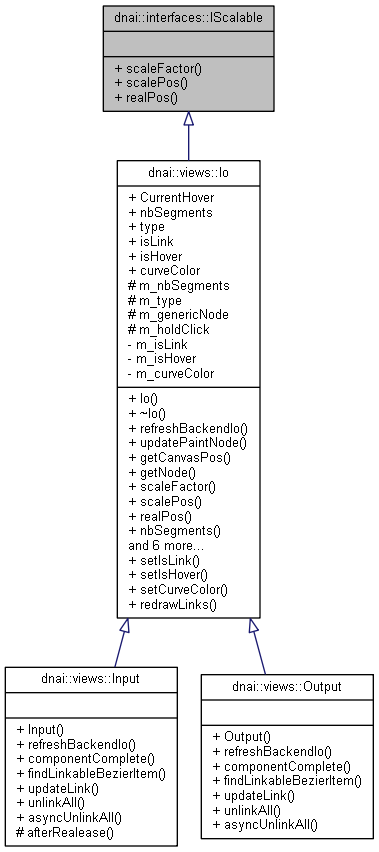 dnai::interfaces::IScalable
+ scaleFactor()
+ scalePos()
+ realPos()
dnai::views::Io
+ CurrentHover
+ nbSegments
+ type
+ isLink
+ isHover
+ curveColor
# m_nbSegments
# m_type
# m_genericNode
# m_holdClick
- m_isLink
- m_isHover
- m_curveColor
+ Io()
+ ~Io()
+ refreshBackendIo()
+ updatePaintNode()
+ getCanvasPos()
+ getNode()
+ scaleFactor()
+ scalePos()
+ realPos()
+ nbSegments()
and 6 more...
+ setIsLink()
+ setIsHover()
+ setCurveColor()
+ redrawLinks()
dnai::views::Input
+ Input()
+ refreshBackendIo()
+ componentComplete()
+ findLinkableBezierItem()
+ updateLink()
+ unlinkAll()
+ asyncUnlinkAll()
# afterRealease()
dnai::views::Output
+ Output()
+ refreshBackendIo()
+ componentComplete()
+ findLinkableBezierItem()
+ updateLink()
+ unlinkAll()
+ asyncUnlinkAll()